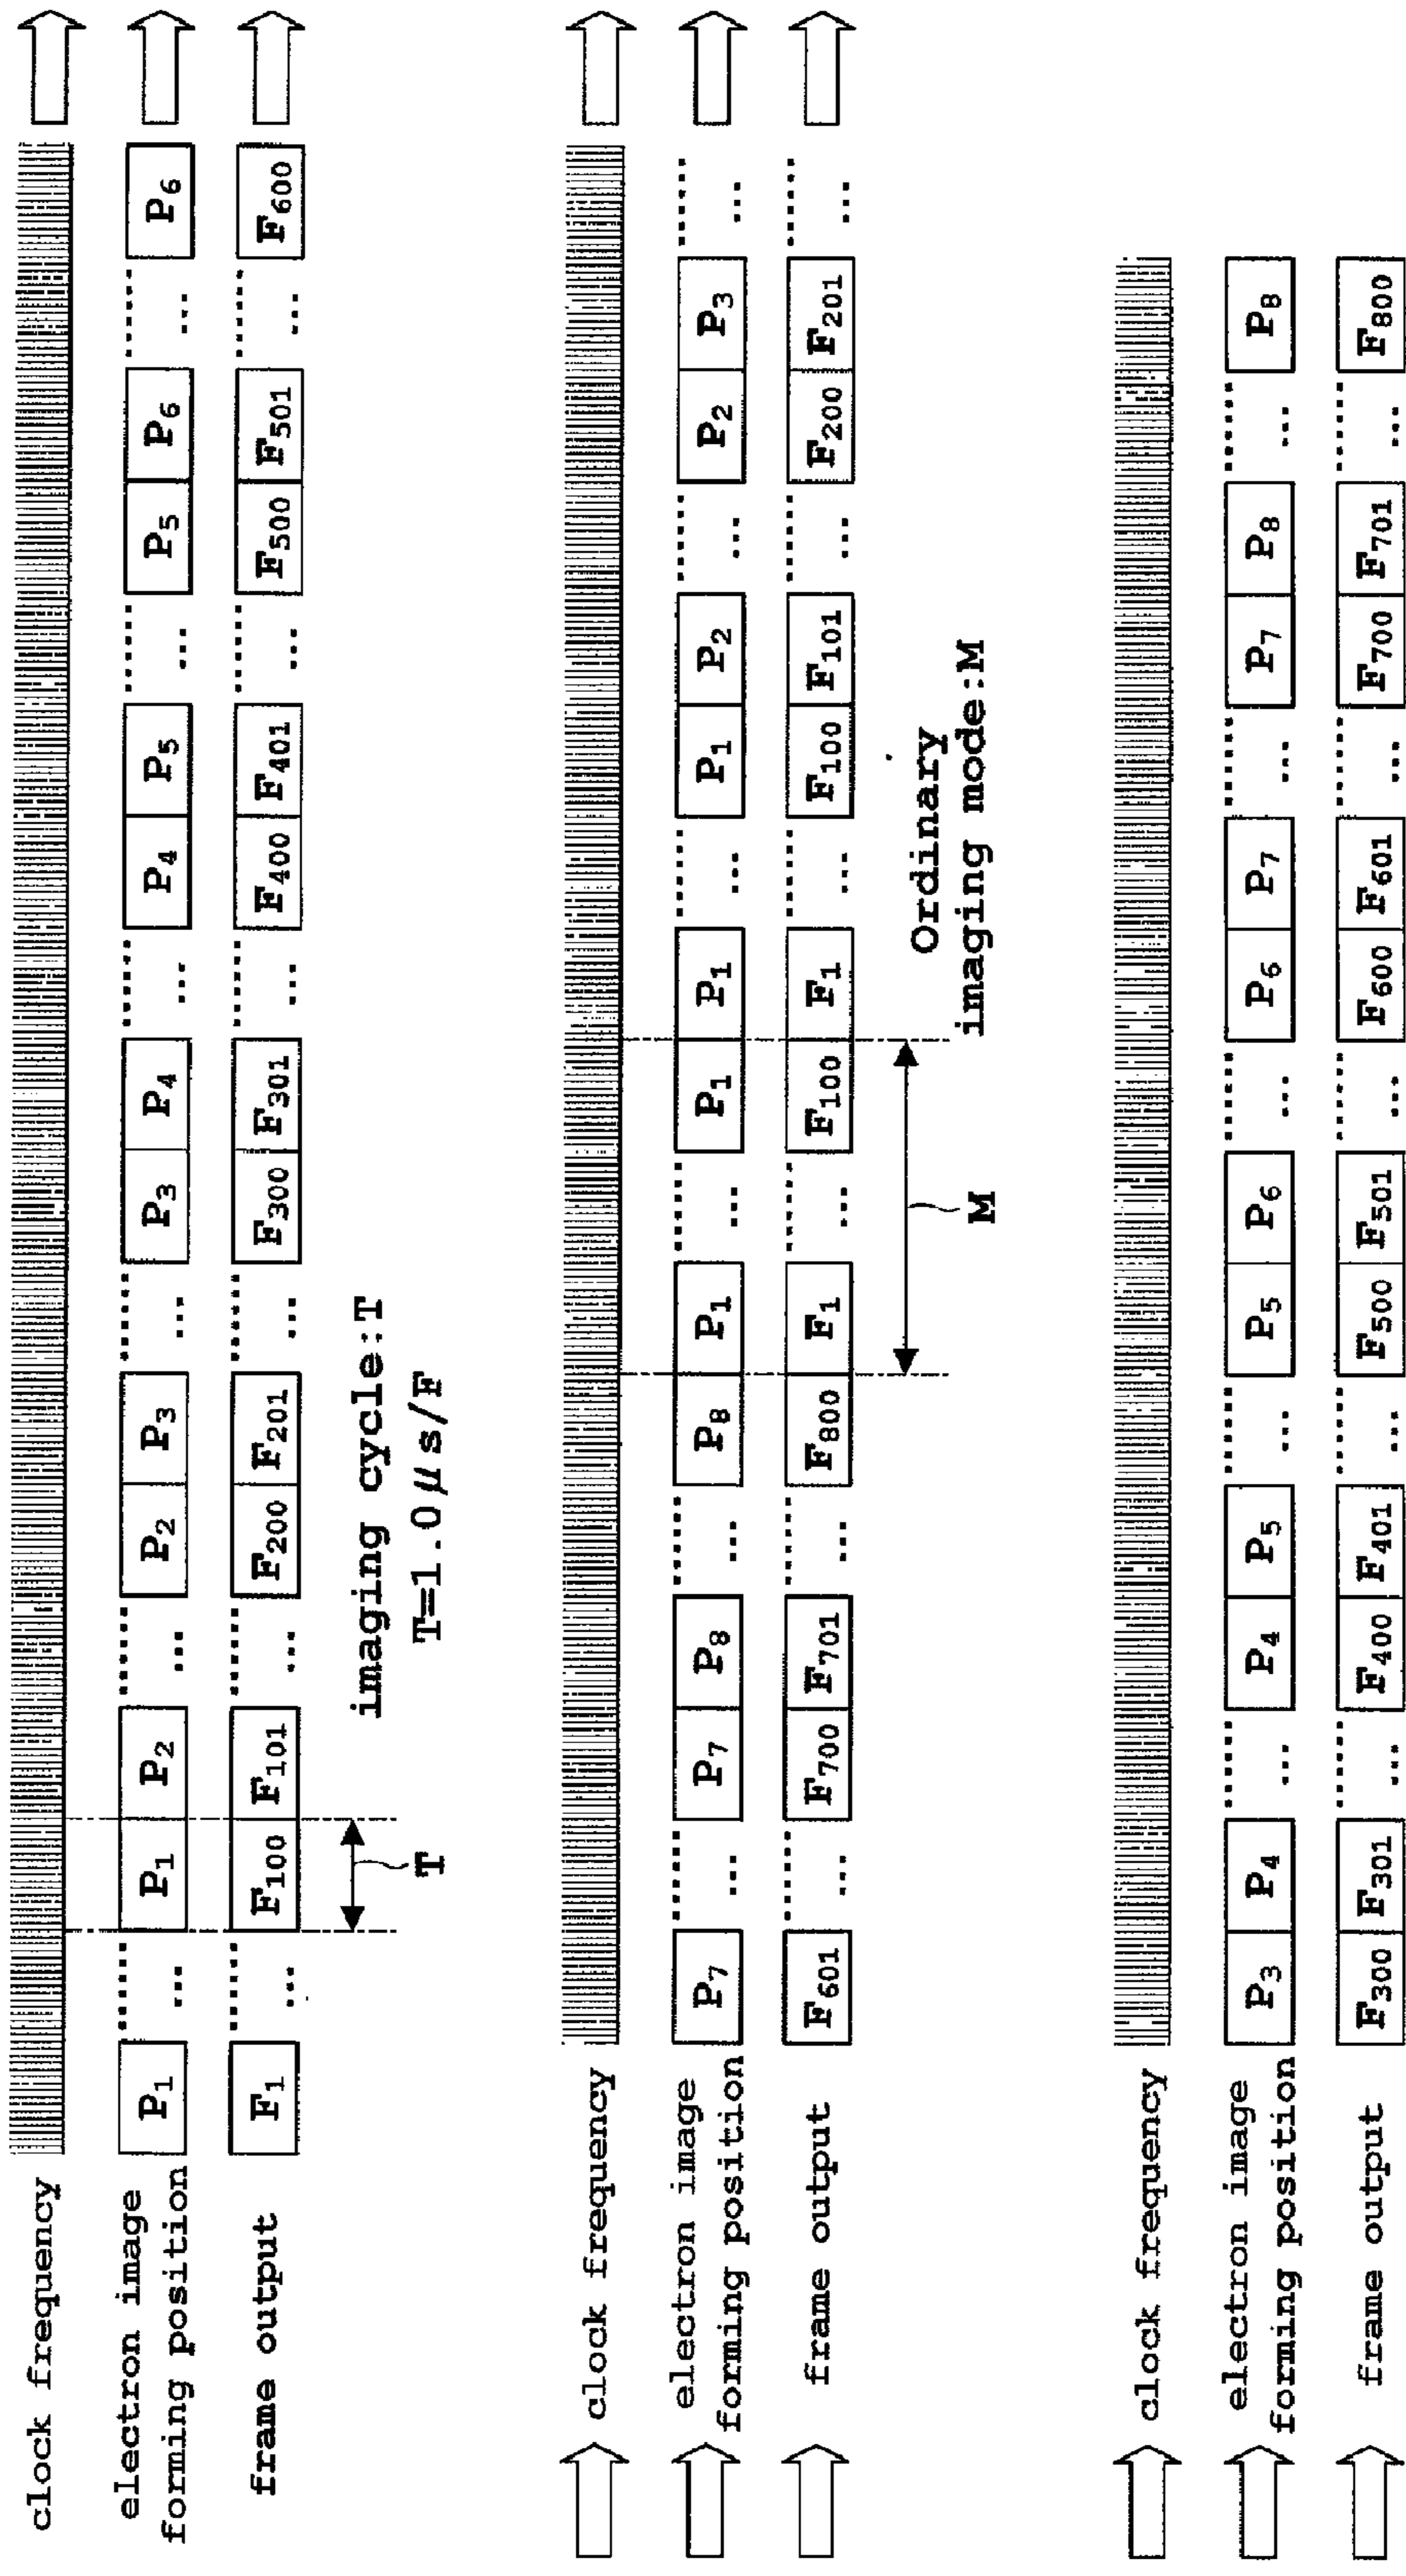 clock frequency
electron image
forming position
P1 ... P1 P2 ... P2 P3 ... P3 P4 ... P4 P5 ... P5 P6 ... P6
frame output
F1 ... F100 F101 ... F200 F201 ... F300 F301 ... F400 F401 ... F500 F501 ... F600
T
imaging cycle:T
T=1.0μs/F
clock frequency
electron image
forming position
P7 ... P7 P8 ... P8 P1 ... P1 P1 ... P1 P2 ... P2 P3 ...
frame output
F601 ... F700 F701 ... F800 F1 ... F100 F1 ... F100 F101 ... F200 F201 ...
M
Ordinary
imaging mode:M
clock frequency
electron image
forming position
P3 P4 ... P4 P5 ... P5 P6 ... P6 P7 ... P7 P8 ... P8
frame output
F300 F301 ... F400 F401 ... F500 F501 ... F600 F601 ... F700 F701 ... F800